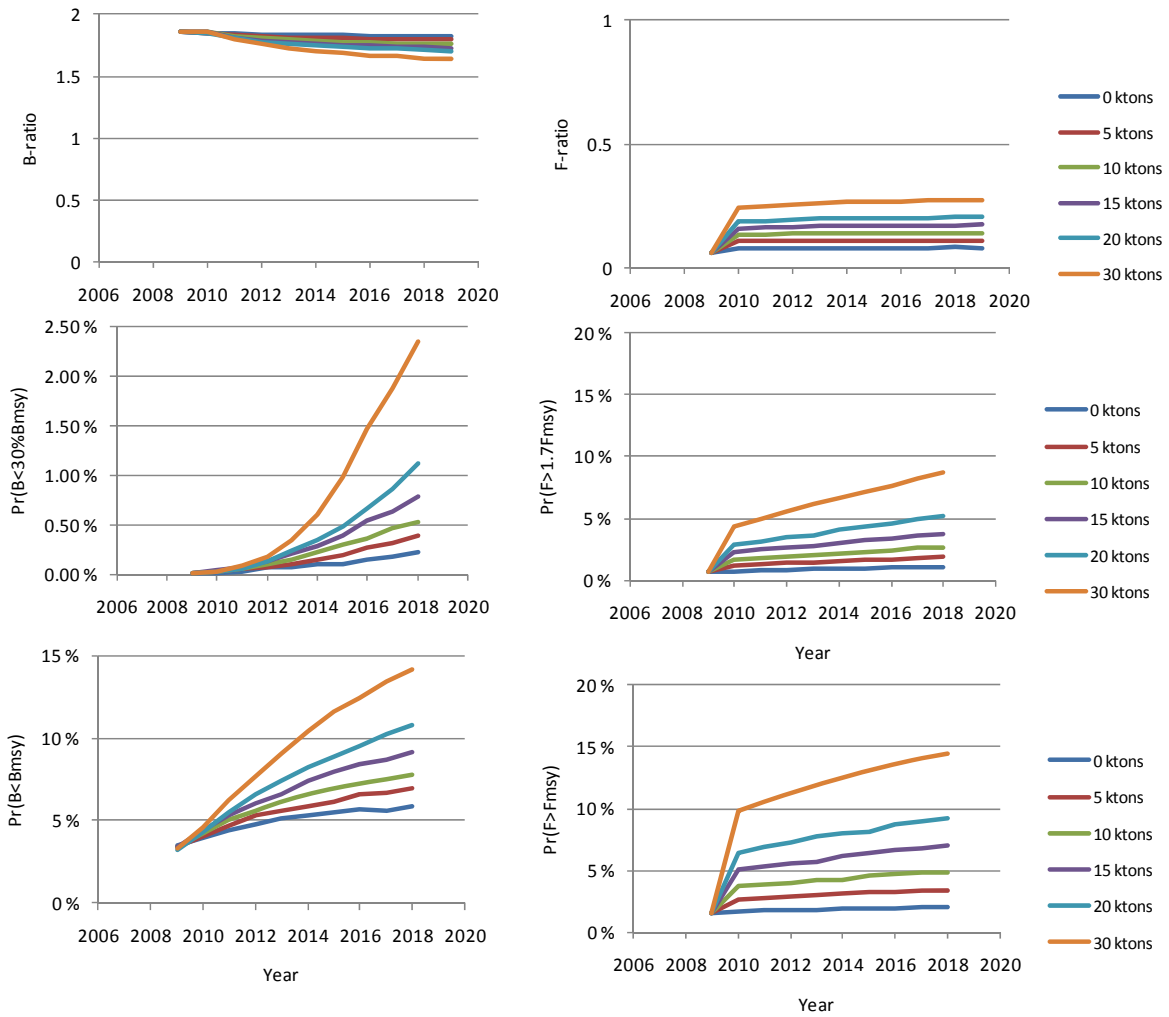 B-ratio
2
1.5
1
0.5
0
2006 2008 2010 2012 2014 2016 2018 2020
F-ratio
1
0.5
0
2006 2008 2010 2012 2014 2016 2018 2020
0 ktons
5 ktons
10 ktons
15 ktons
20 ktons
30 ktons
Pr(B<30%Bmsy)
2.50 %
2.00 %
1.50 %
1.00 %
0.50 %
0.00 %
2006 2008 2010 2012 2014 2016 2018 2020
Pr(F>1.7Fmsy)
20 %
15 %
10 %
5 %
0 %
2006 2008 2010 2012 2014 2016 2018 2020
Year
0 ktons
5 ktons
10 ktons
15 ktons
20 ktons
30 ktons
Pr(B<Bmsy)
15 %
10 %
5 %
0 %
2006 2008 2010 2012 2014 2016 2018 2020
Year
Pr(F>Fmsy)
20 %
15 %
10 %
5 %
0 %
2006 2008 2010 2012 2014 2016 2018 2020
Year
0 ktons
5 ktons
10 ktons
15 ktons
20 ktons
30 ktons